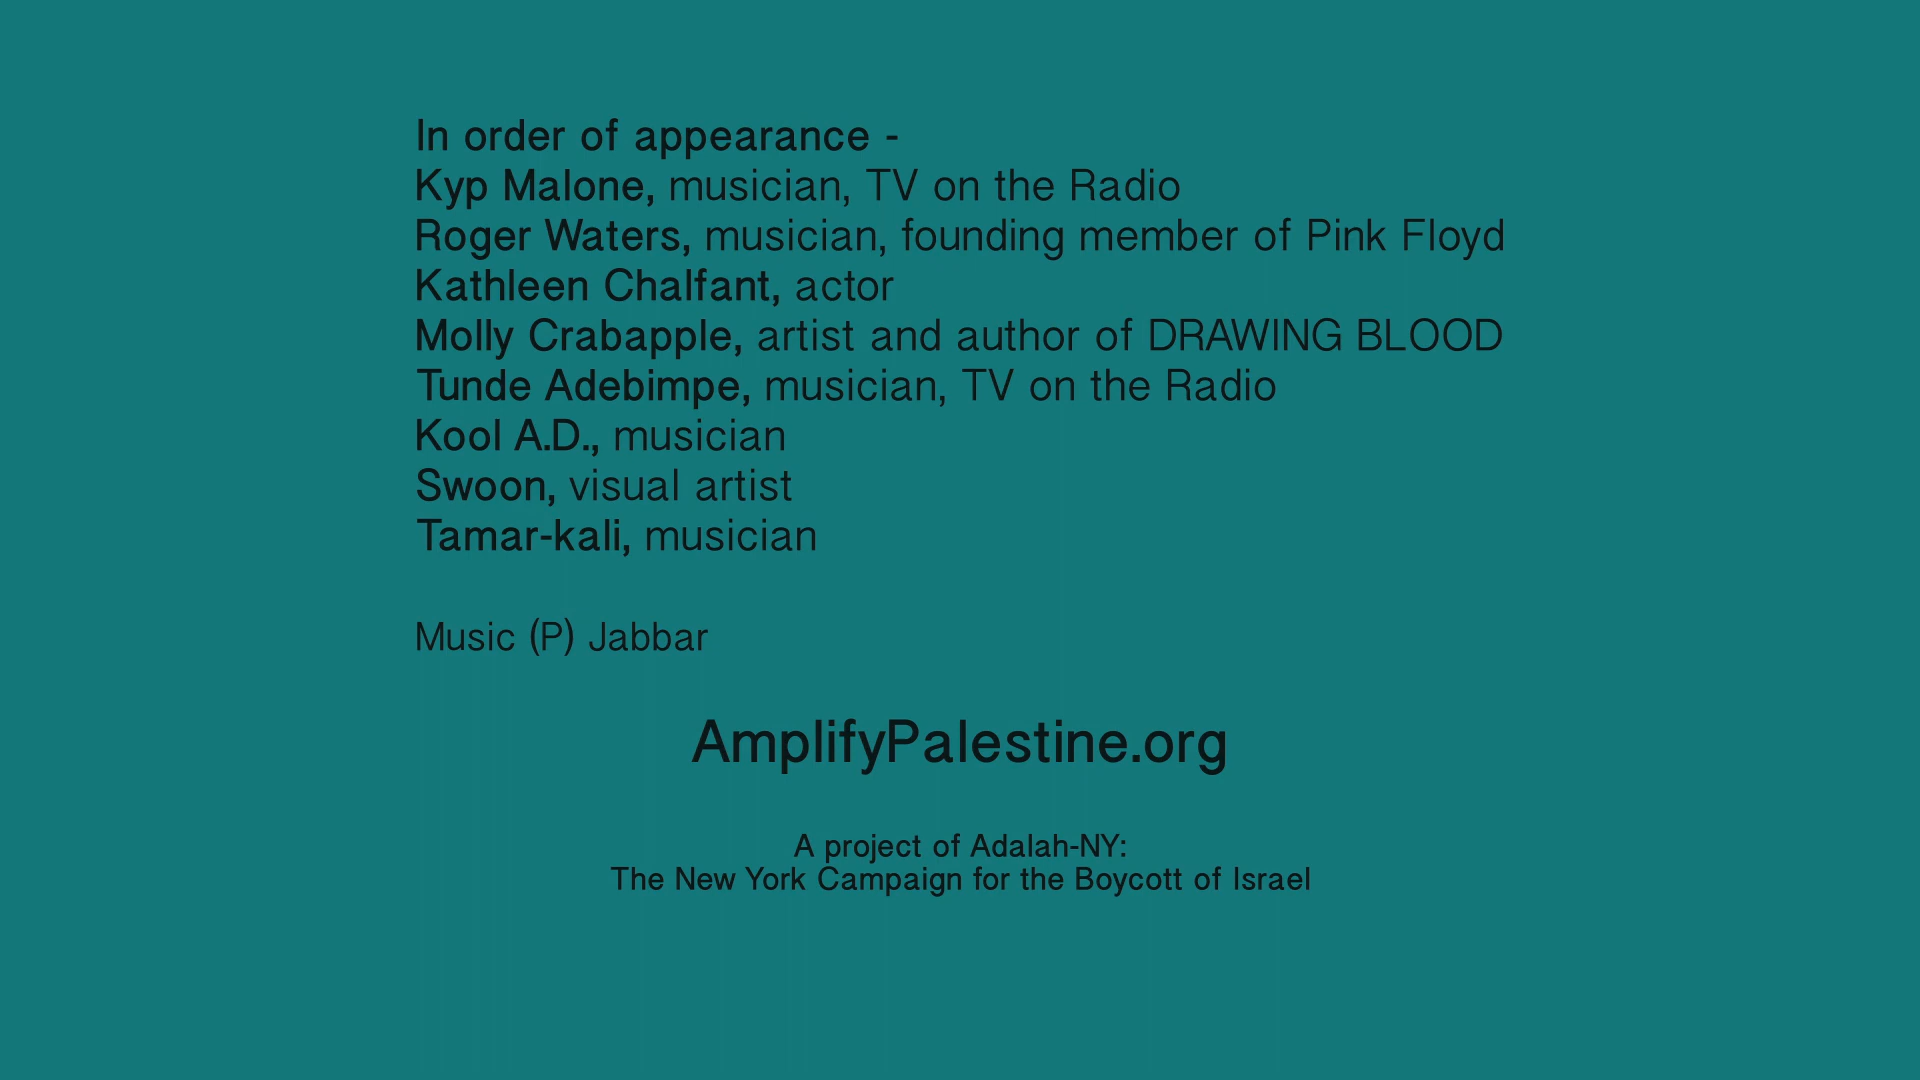 In order of appearance -
Kyp Malone, musician, TV on the Radio
Roger Waters, musician, founding member of Pink Floyd
Kathleen Chalfant, actor
Molly Crabapple, artist and author of DRAWING BLOOD
Tunde Adebimpe, musician, TV on the Radio
Kool A.D., musician
Swoon, visual artist
Tamar-kali, musician
Music (P) Jabbar
AmplifyPalestine.org
A project of Adalah-NY:
The New York Campaign for the Boycott of Israel